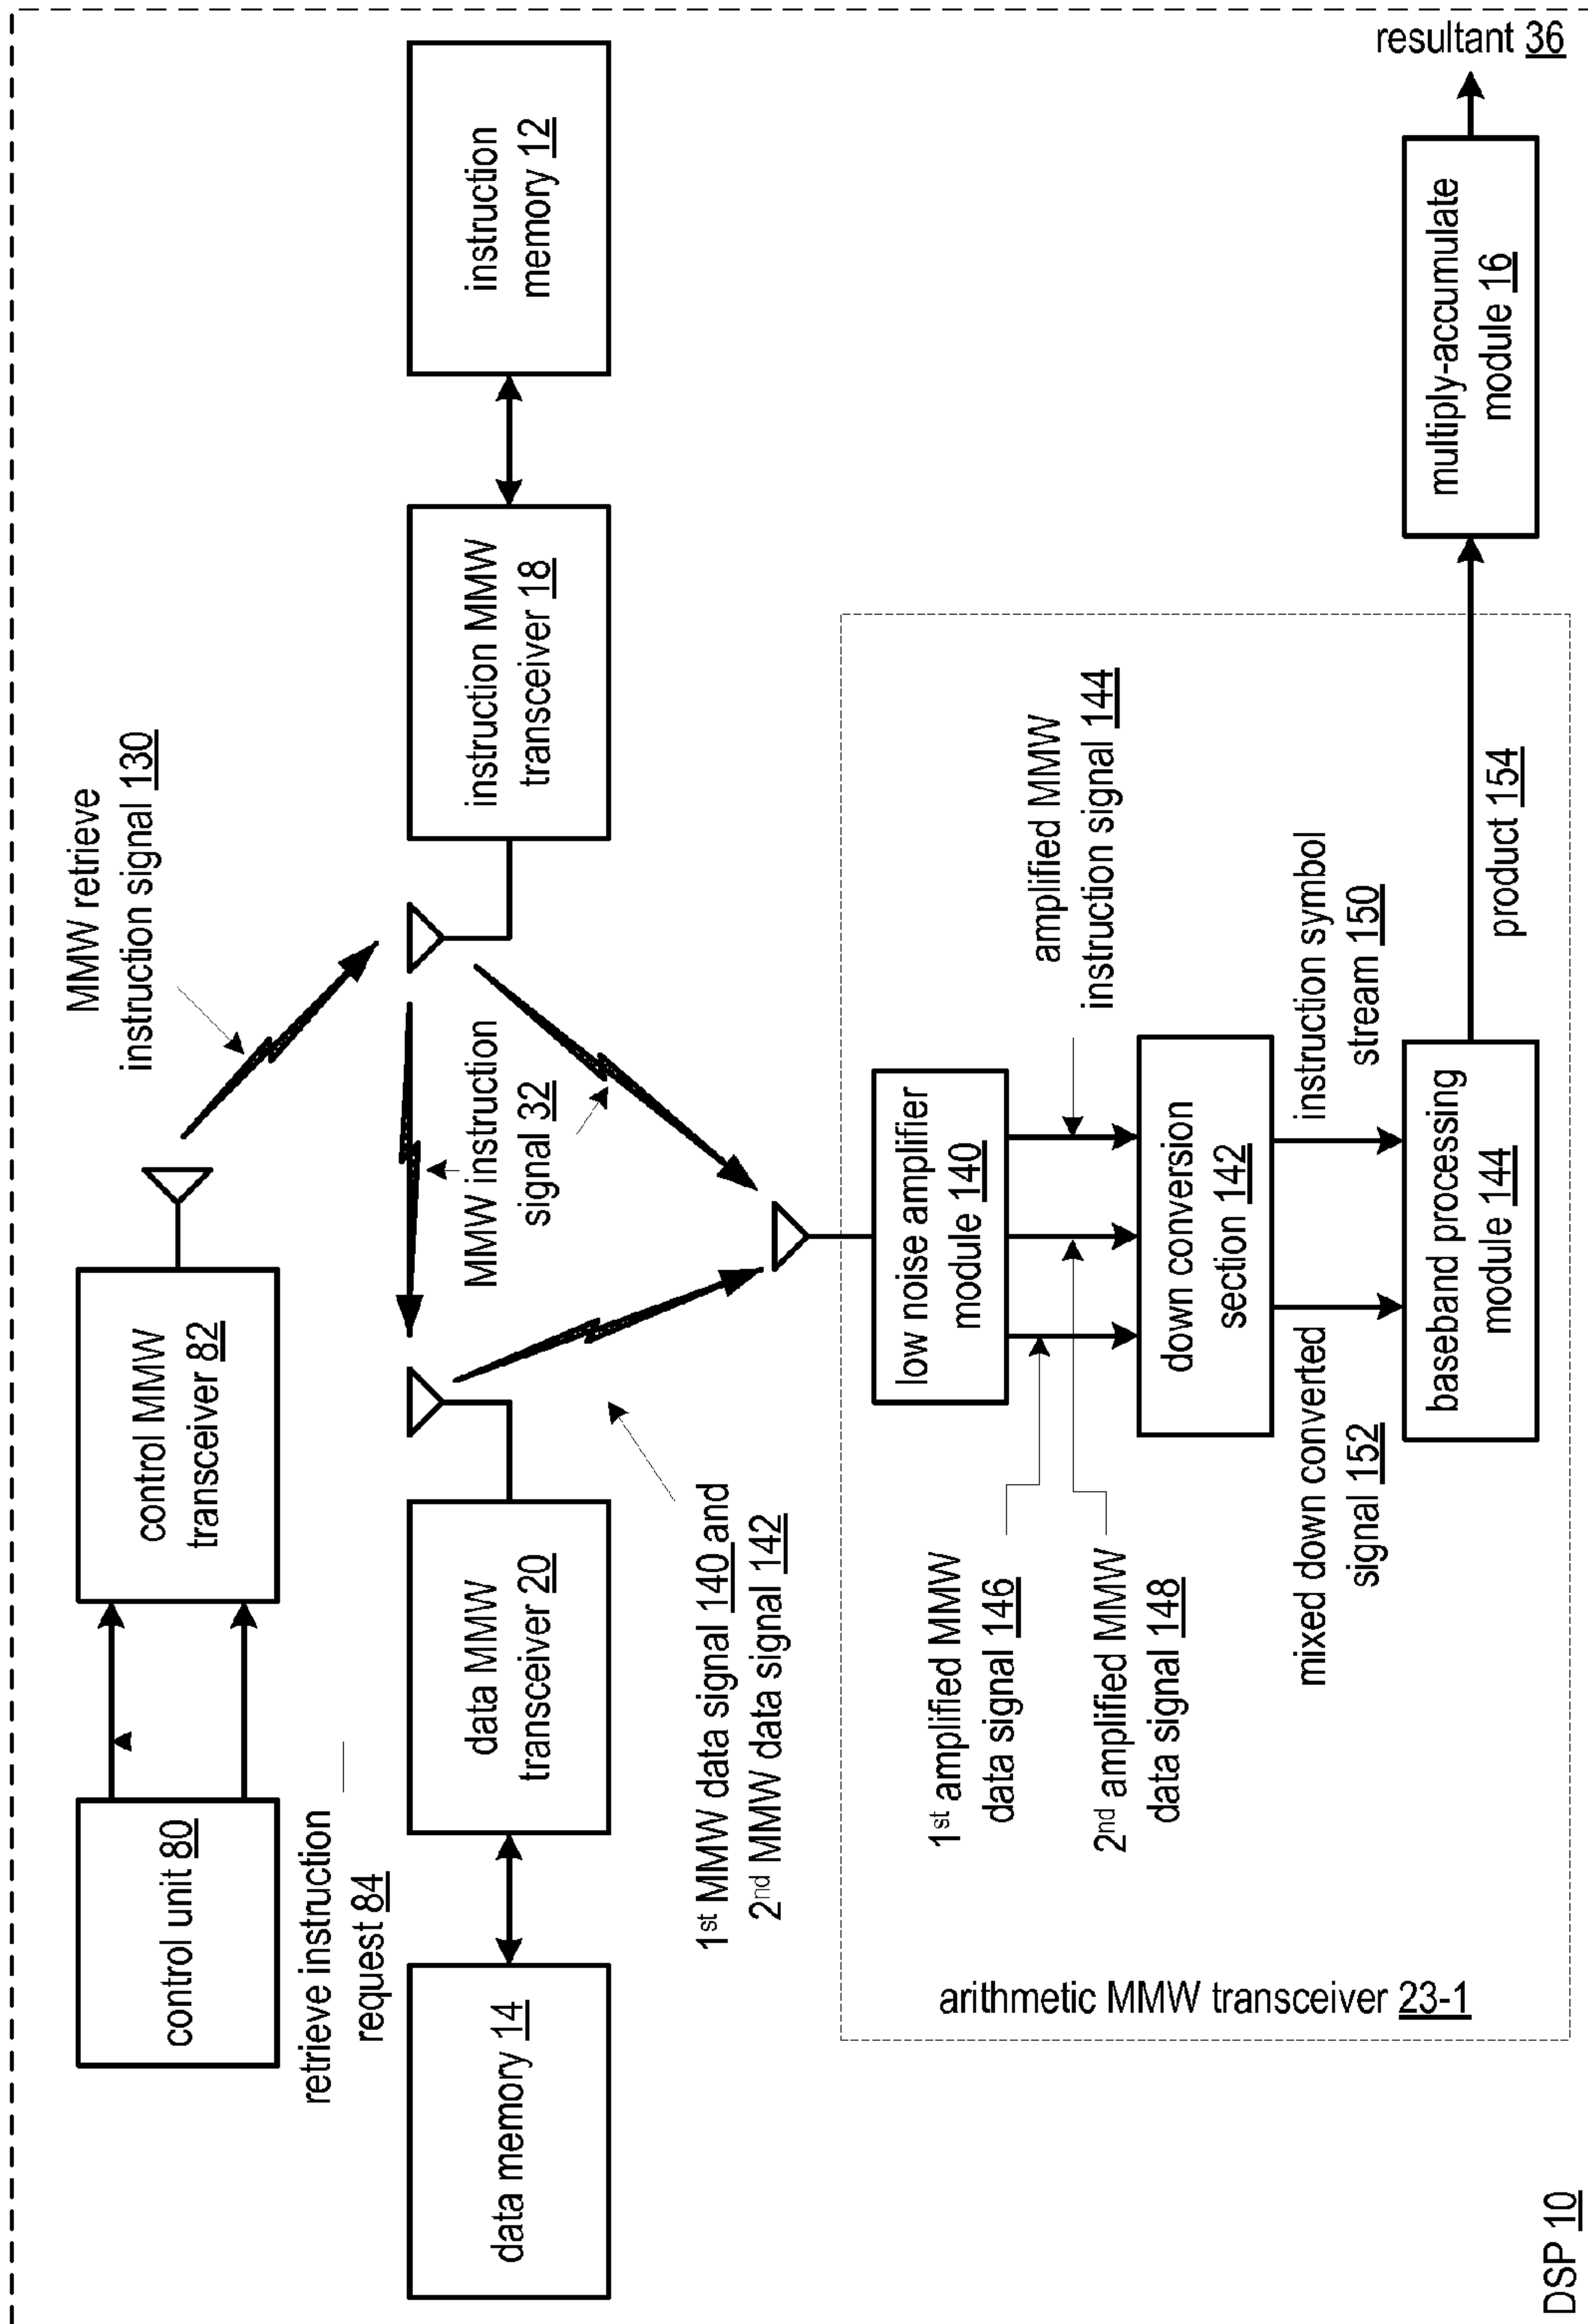 control unit 80
retrieve instruction
request 84
control MMW
transceiver 82
MMW retrieve
instruction signal 130
data memory 14
data MMW
transceiver 20
MMW instruction
signal 32
instruction MMW
transceiver 18
instruction
memory 12
1st MMW data signal 140 and
2nd MMW data signal 142
low noise amplifier
module 140
1st amplified MMW
data signal 146
2nd amplified MMW
data signal 148
amplified MMW
instruction signal 144
down conversion
section 142
mixed down converted
signal 152
instruction symbol
stream 150
baseband processing
module 144
product 154
arithmetic MMW transceiver 23-1
multiply-accumulate
module 16
resultant 36
DSP 10